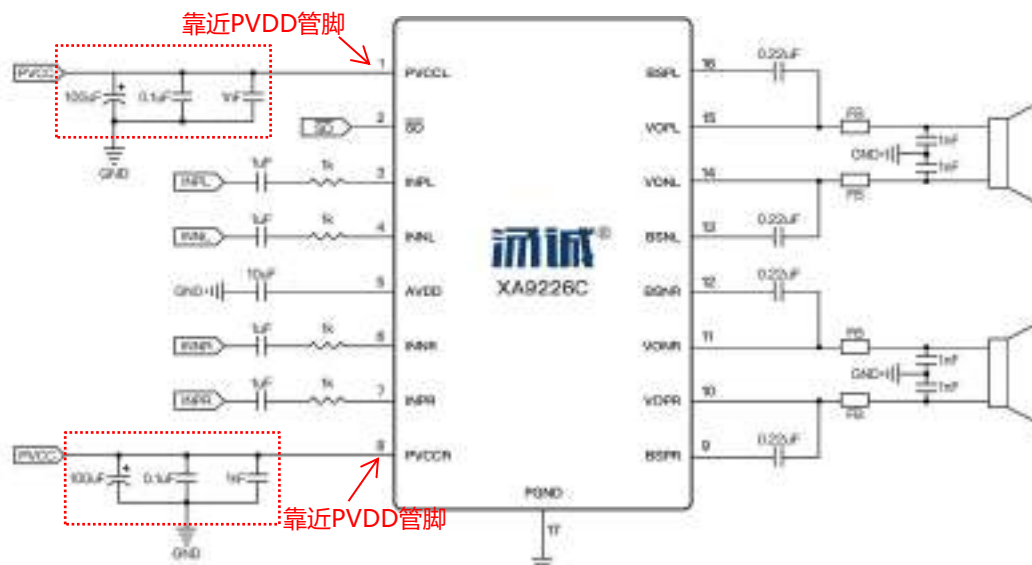 靠近PVDD管脚
PVCC
100uF
+
0.1uF
1nF
GND
1
PVCCL
2
SD
SD
INPL
1uF
1k
3
INPL
INNL
1uF
1k
4
INNL
GND
10uF
5
AVDD
INNR
1uF
1k
6
INNR
INPR
1uF
1k
7
INPR
PVCC
100uF
+
0.1uF
1nF
GND
8
PVCCR
靠近PVDD管脚
XA9226C
®
PGND
17
BSPL
16
0.22uF
VOPL
15
FB
GND
1nF
1nF
VONL
14
FB
BSNL
13
0.22uF
BSNR
12
0.22uF
VONR
11
FB
GND
1nF
1nF
VOPR
10
FB
BSPR
9
0.22uF